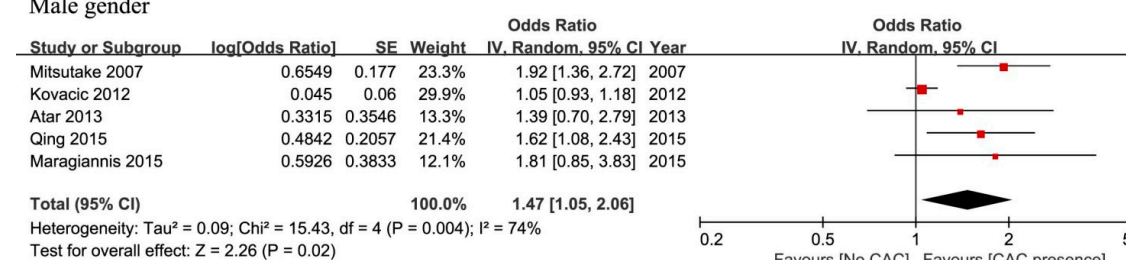 Male gender
Odds Ratio Odds Ratio
Study or Subgroup log[Odds Ratio] SE Weight IV, Random, 95% CI Year IV, Random, 95% CI
Mitsutake 2007 0.6549 0.177 23.3% 1.92 [1.36, 2.72] 2007
Kovacic 2012 0.045 0.06 29.9% 1.05 [0.93, 1.18] 2012
Atar 2013 0.3315 0.3546 13.3% 1.39 [0.70, 2.79] 2013
Qing 2015 0.4842 0.2057 21.4% 1.62 [1.08, 2.43] 2015
Maragiannis 2015 0.5926 0.3833 12.1% 1.81 [0.85, 3.83] 2015
Total (95% CI) 100.0% 1.47 [1.05, 2.06]
Heterogeneity: Tau² = 0.09; Chi² = 15.43, df = 4 (P = 0.004); I² = 74%
Test for overall effect: Z = 2.26 (P = 0.02)
0.2 0.5 1 2 5
Favours [No CAC] Favours [CAC presence]